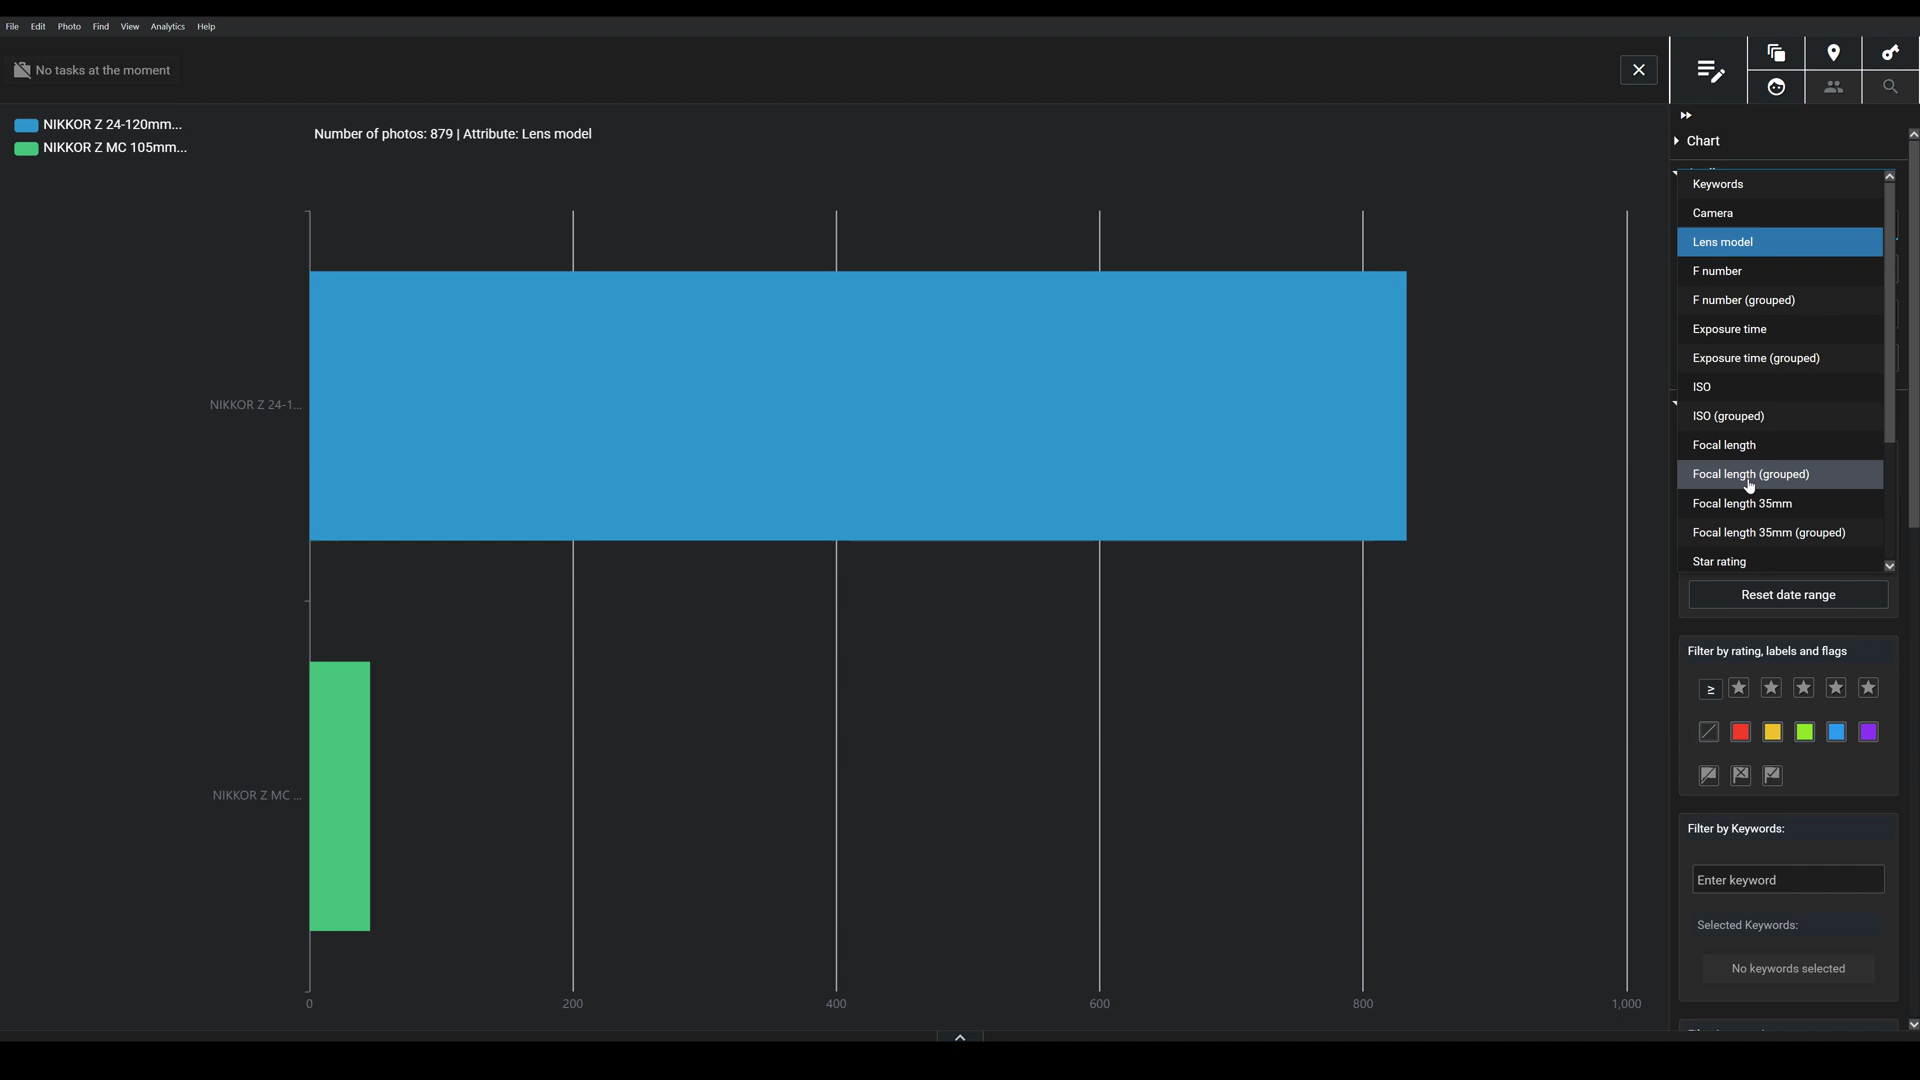 File Edit Photo Find View Analytics Help
No tasks at the moment
NIKKOR Z 24-120mm...
NIKKOR Z MC 105mm...
Number of photos: 879 | Attribute: Lens model
NIKKOR Z 24-1...
NIKKOR Z MC ...
0 200 400 600 800 1,000
Chart
Keywords
Camera
Lens model
F number
F number (grouped)
Exposure time
Exposure time (grouped)
ISO
ISO (grouped)
Focal length
Focal length (grouped)
Focal length 35mm
Focal length 35mm (grouped)
Star rating
Reset date range
Filter by rating, labels and flags
≥
Filter by Keywords:
Enter keyword
Selected Keywords:
No keywords selected